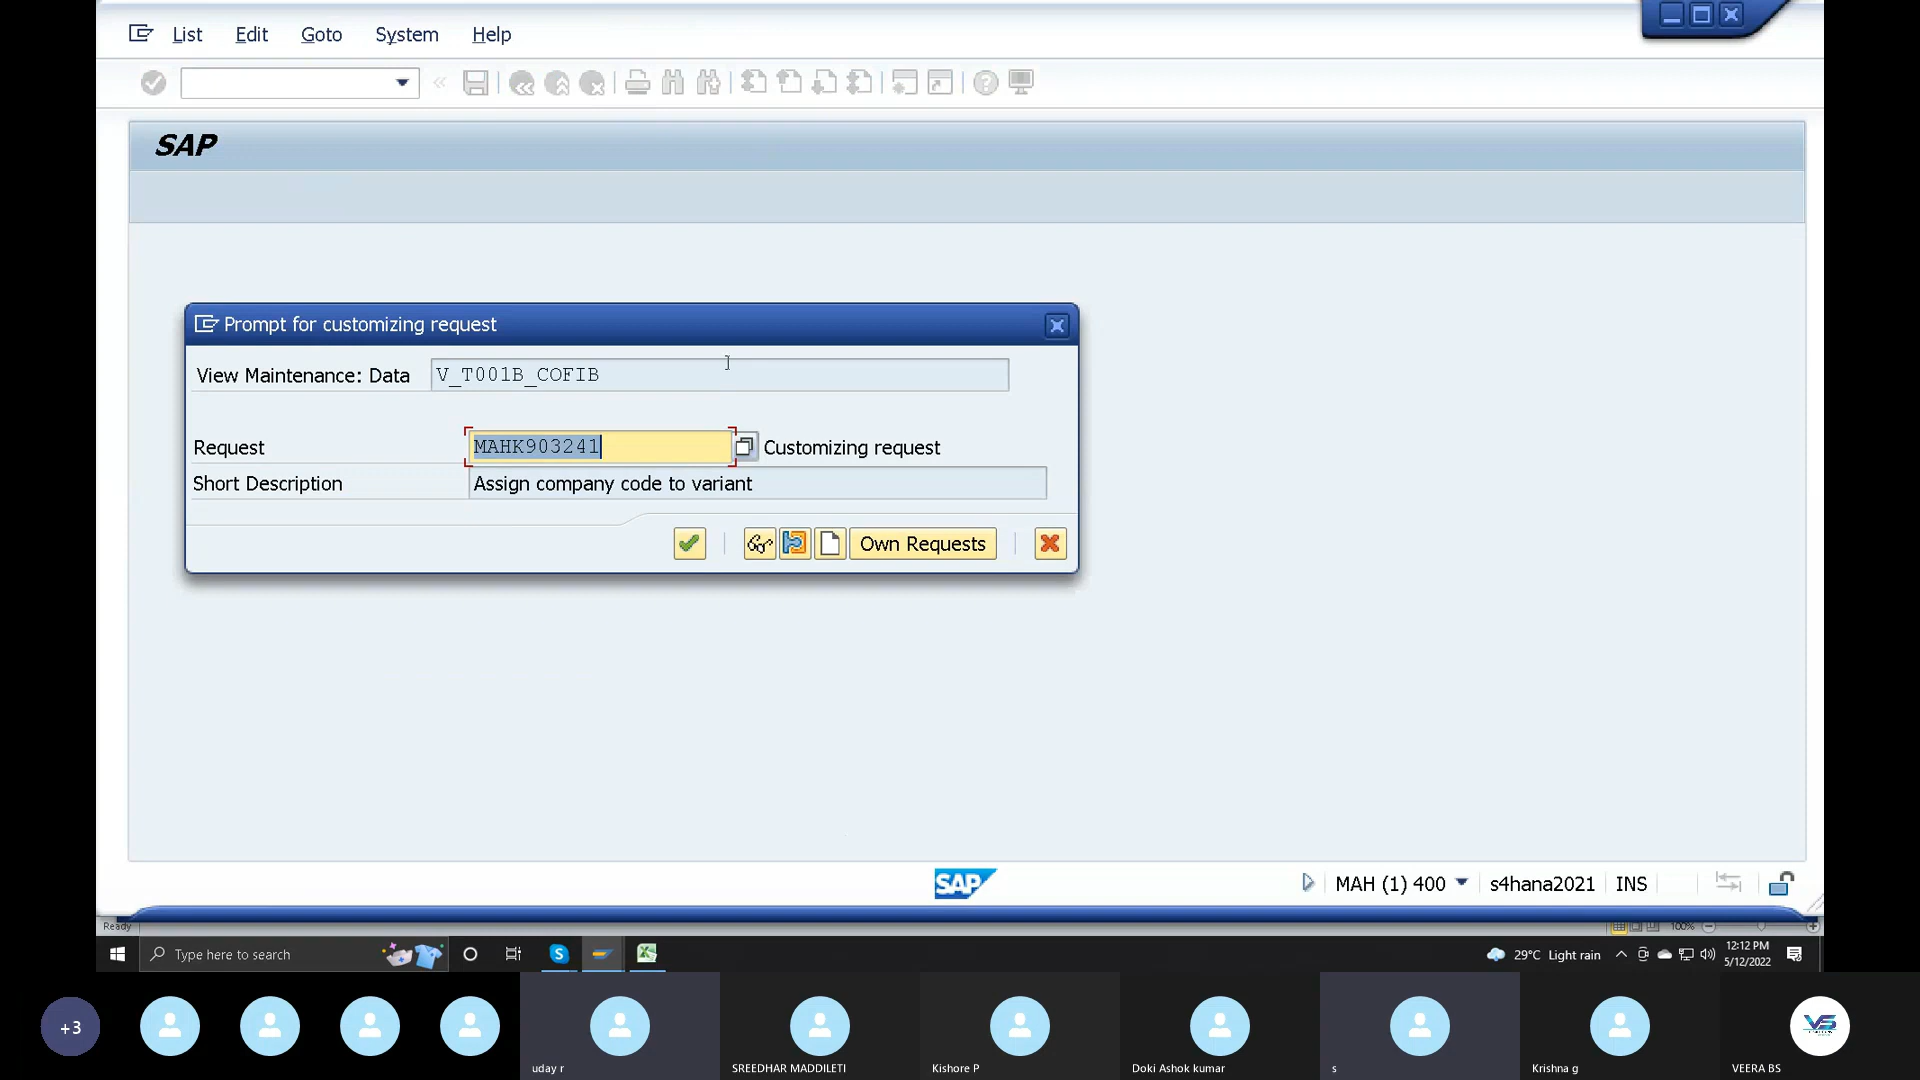 List Edit Goto System Help
SAP
Prompt for customizing request
View Maintenance: Data V_T001B_COFIB
Request MAHK903241 Customizing request
Short Description Assign company code to variant
Own Requests
SAP MAH (1) 400 s4hana2021 INS
Ready 100%
Type here to search 29°C Light rain 12:12 PM
5/12/2022
+3 VS
uday r SREEDHAR MADDILETI Kishore P Doki Ashok kumar s Krishna g VEERA BS